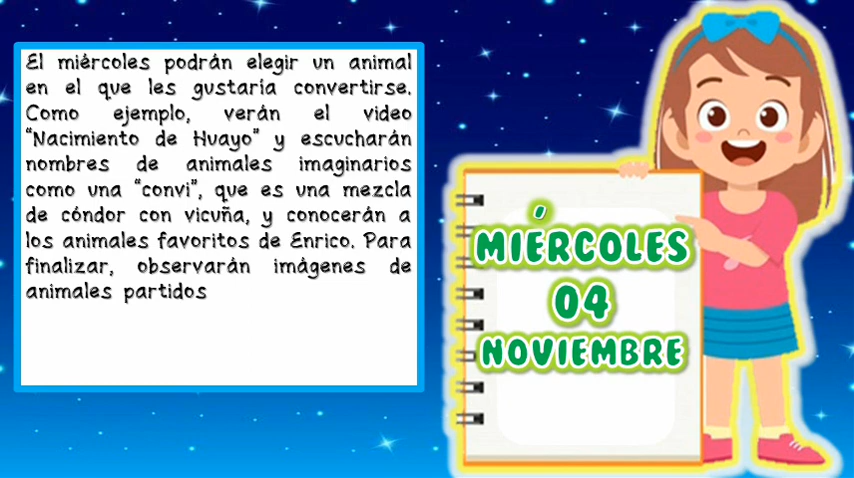 El miércoles podrán elegir un animal
en el que les gustaría convertirse.
Como ejemplo, verán el video
"Nacimiento de Huayo" y escucharán
nombres de animales imaginarios
como una "convi", que es una mezcla
de cóndor con vicuña, y conocerán a
los animales favoritos de Enrico. Para
finalizar, observarán imágenes de
animales partidos
MIÉRCOLES
04
NOVIEMBRE